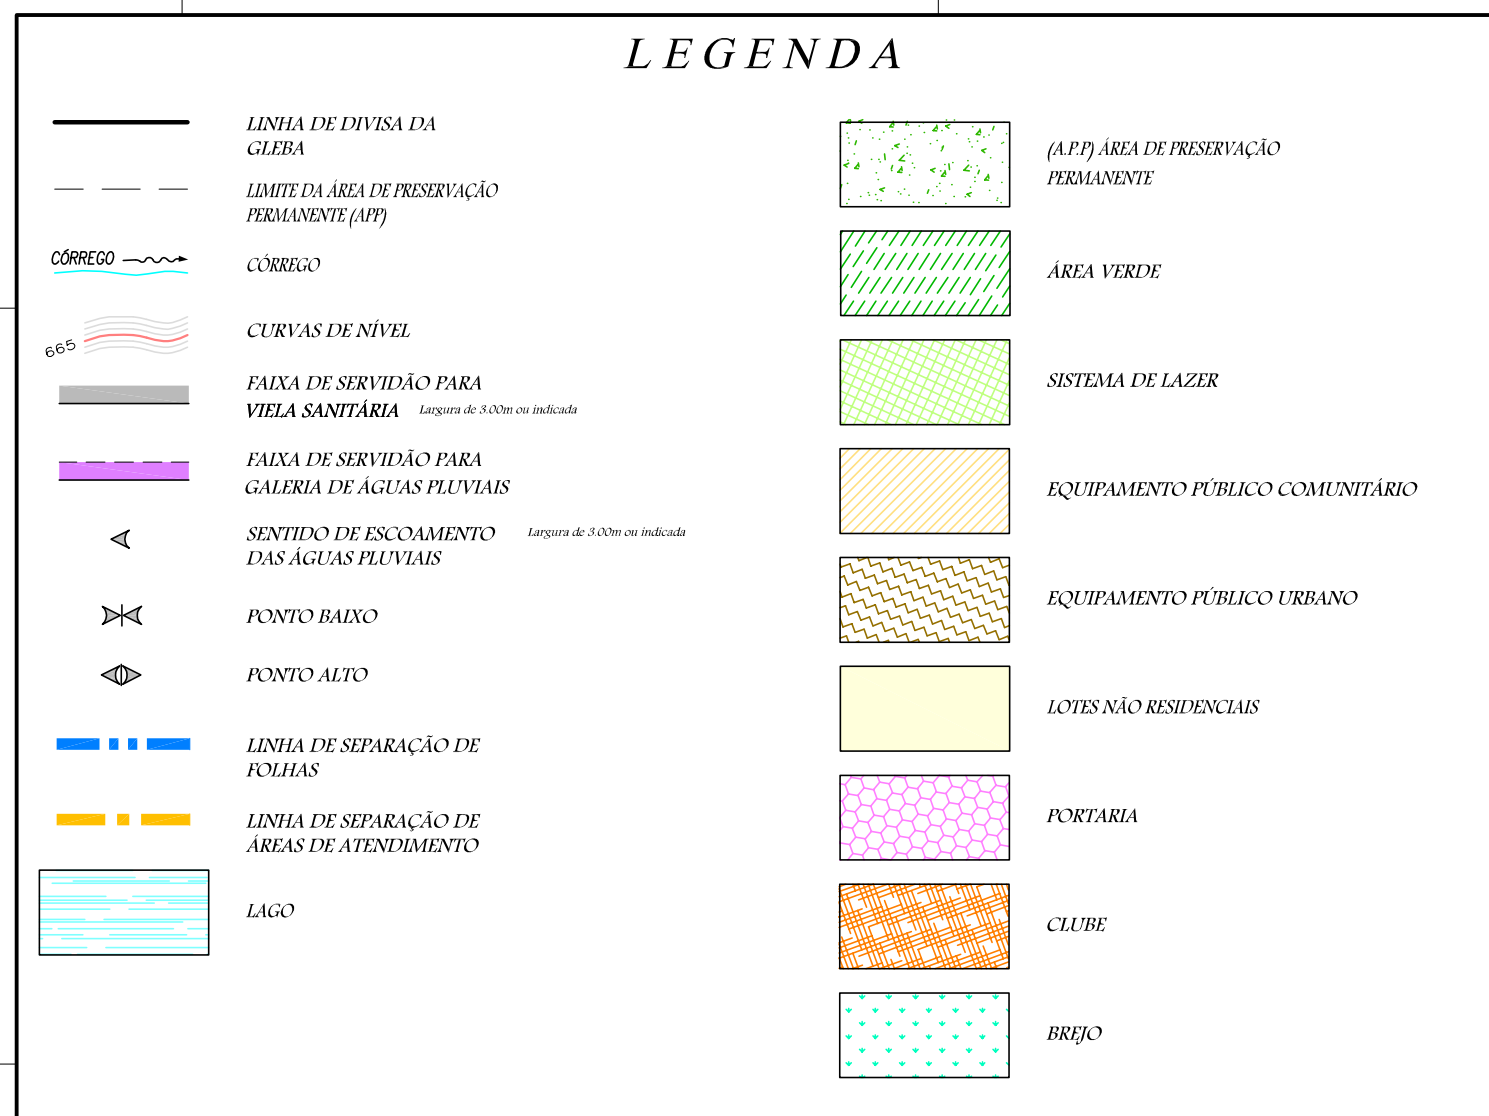 LEGENDA
LINHA DE DIVISA DA
GLEBA
LIMITE DA ÁREA DE PRESERVAÇÃO
PERMANENTE (APP)
CÓRREGO
CÓRREGO
CURVAS DE NÍVEL
665
FAIXA DE SERVIDÃO PARA
VIELA SANITÁRIA Largura de 3.00m ou indicada
FAIXA DE SERVIDÃO PARA
GALERIA DE ÁGUAS PLUVIAIS
SENTIDO DE ESCOAMENTO Largura de 3.00m ou indicada
DAS ÁGUAS PLUVIAIS
PONTO BAIXO
PONTO ALTO
LINHA DE SEPARAÇÃO DE
FOLHAS
LINHA DE SEPARAÇÃO DE
ÁREAS DE ATENDIMENTO
LAGO
(A.P.P) ÁREA DE PRESERVAÇÃO
PERMANENTE
ÁREA VERDE
SISTEMA DE LAZER
EQUIPAMENTO PÚBLICO COMUNITÁRIO
EQUIPAMENTO PÚBLICO URBANO
LOTES NÃO RESIDENCIAIS
PORTARIA
CLUBE
BREJO